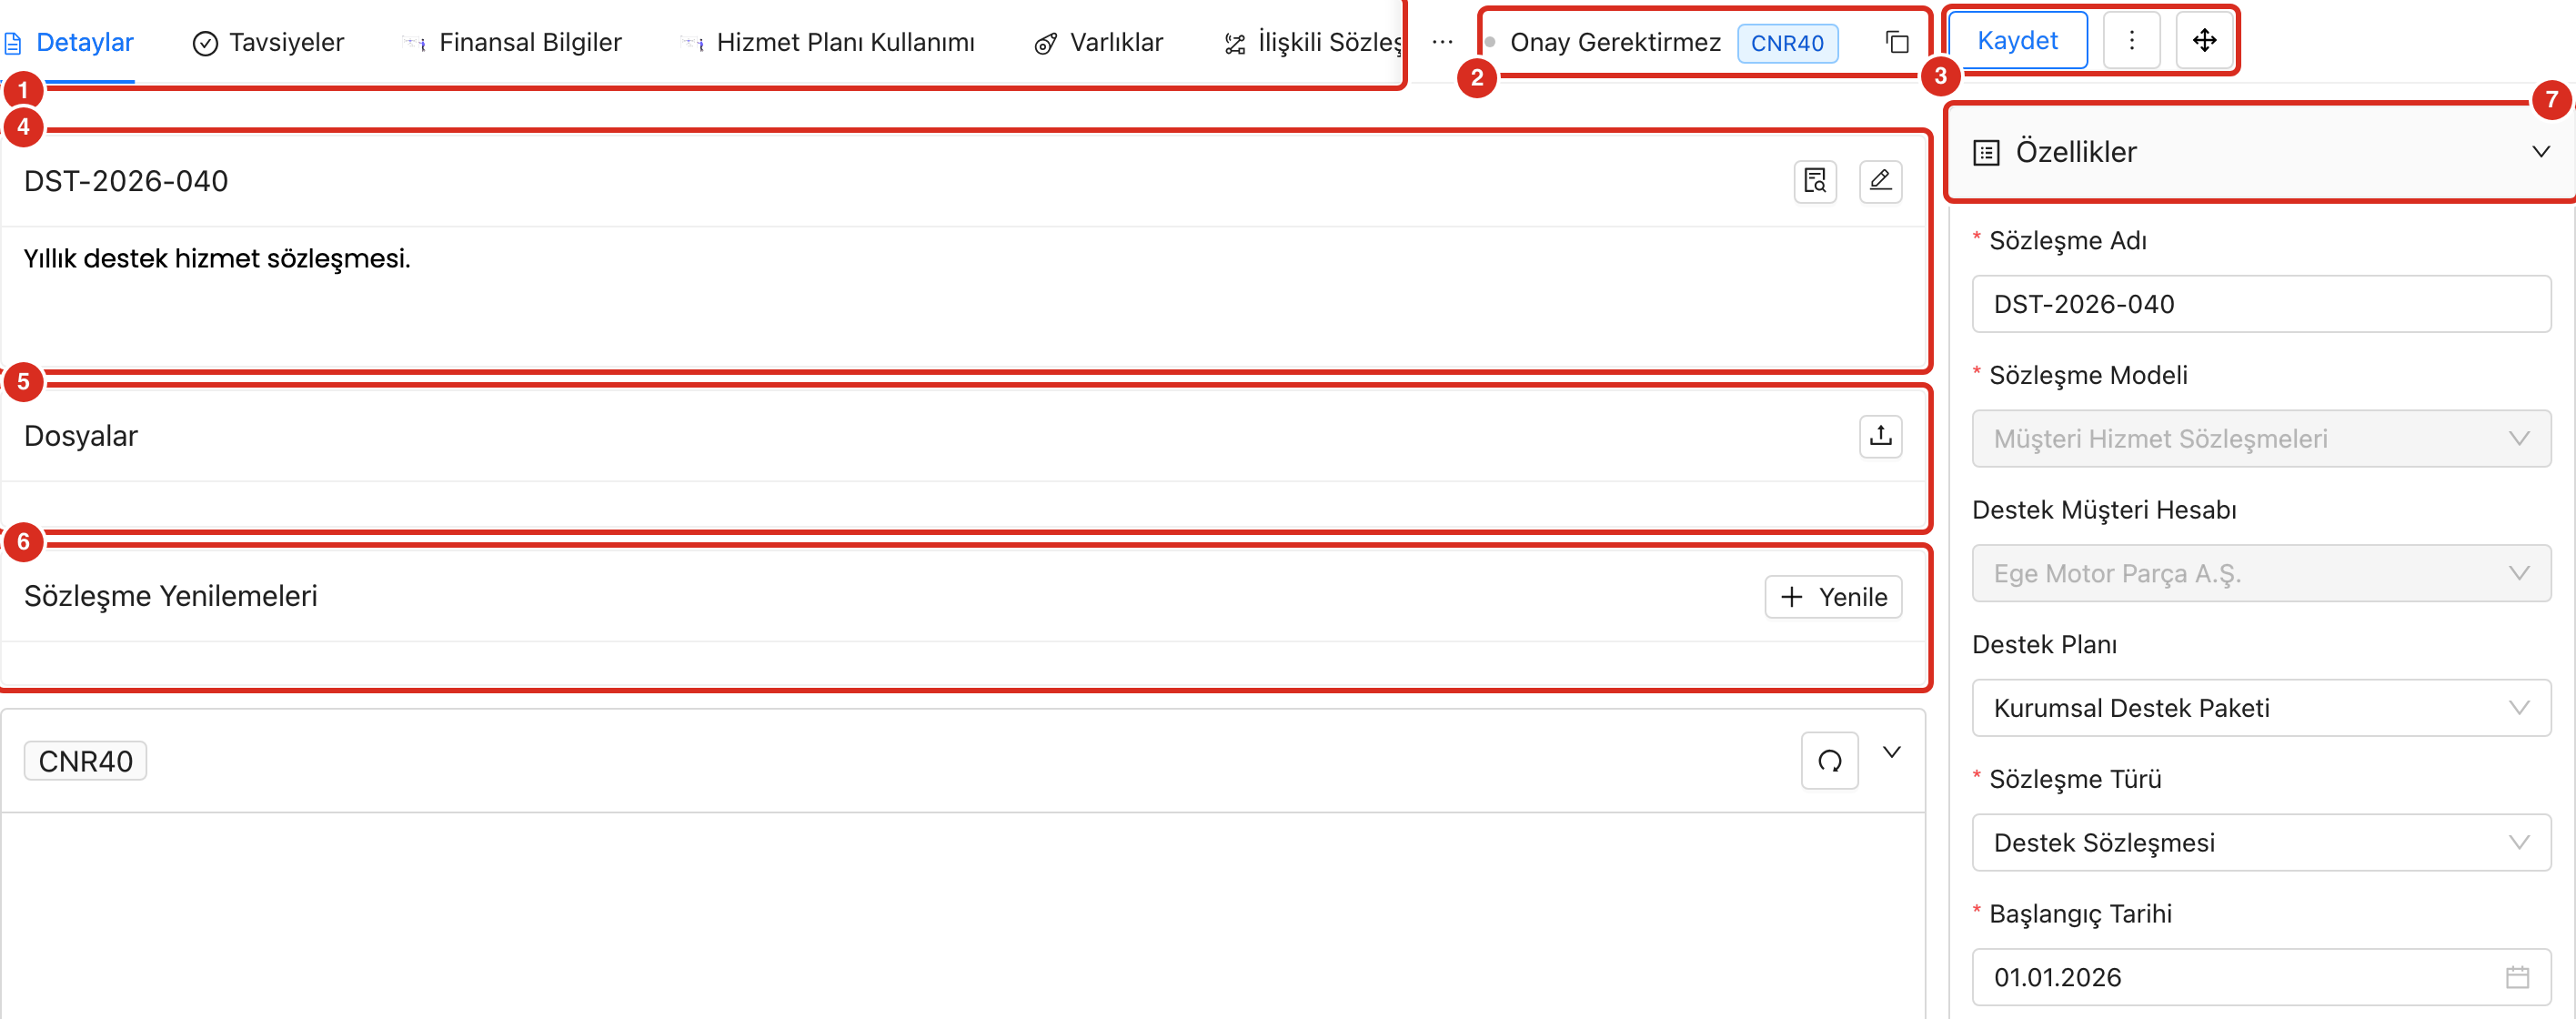 Detaylar Tavsiyeler Finansal Bilgiler Hizmet Planı Kullanımı Varlıklar İlişkili Sözleş ··· Onay Gerektirmez CNR40 Kaydet
1
2
3
4
7
Özellikler
DST-2026-040
Yıllık destek hizmet sözleşmesi.
5
Dosyalar
6
Sözleşme Yenilemeleri
+ Yenile
CNR40
* Sözleşme Adı
DST-2026-040
* Sözleşme Modeli
Müşteri Hizmet Sözleşmeleri
Destek Müşteri Hesabı
Ege Motor Parça A.Ş.
Destek Planı
Kurumsal Destek Paketi
* Sözleşme Türü
Destek Sözleşmesi
* Başlangıç Tarihi
01.01.2026